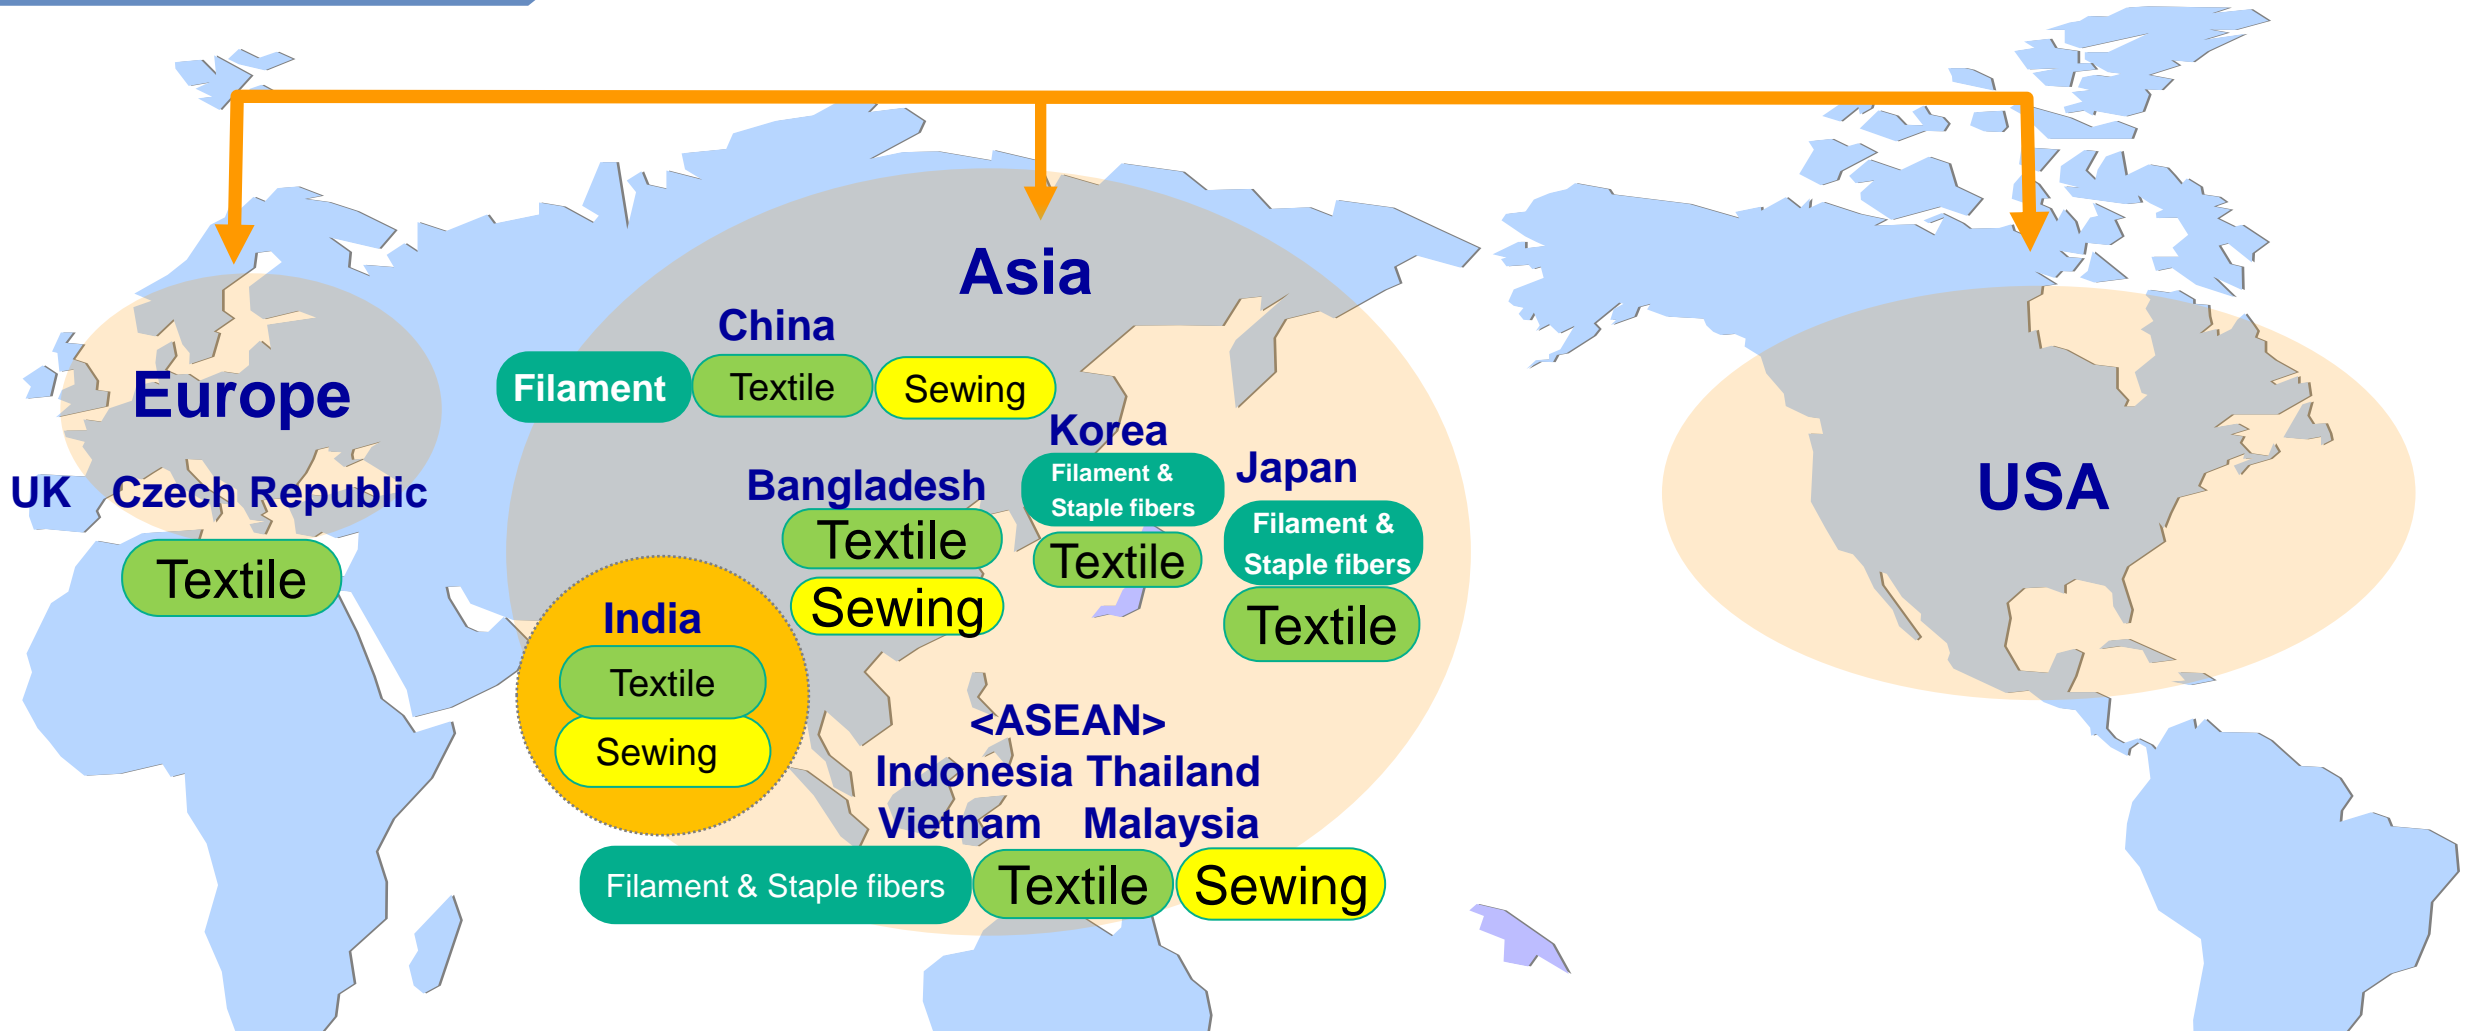 Asia
China
Filament
Textile
Sewing
Europe
UK Czech Republic
Textile
Korea
Filament &
Staple fibers
Textile
Japan
Filament &
Staple fibers
Textile
Bangladesh
Textile
Sewing
USA
India
Textile
Sewing
<ASEAN>
Indonesia Thailand
Vietnam Malaysia
Filament & Staple fibers
Textile
Sewing